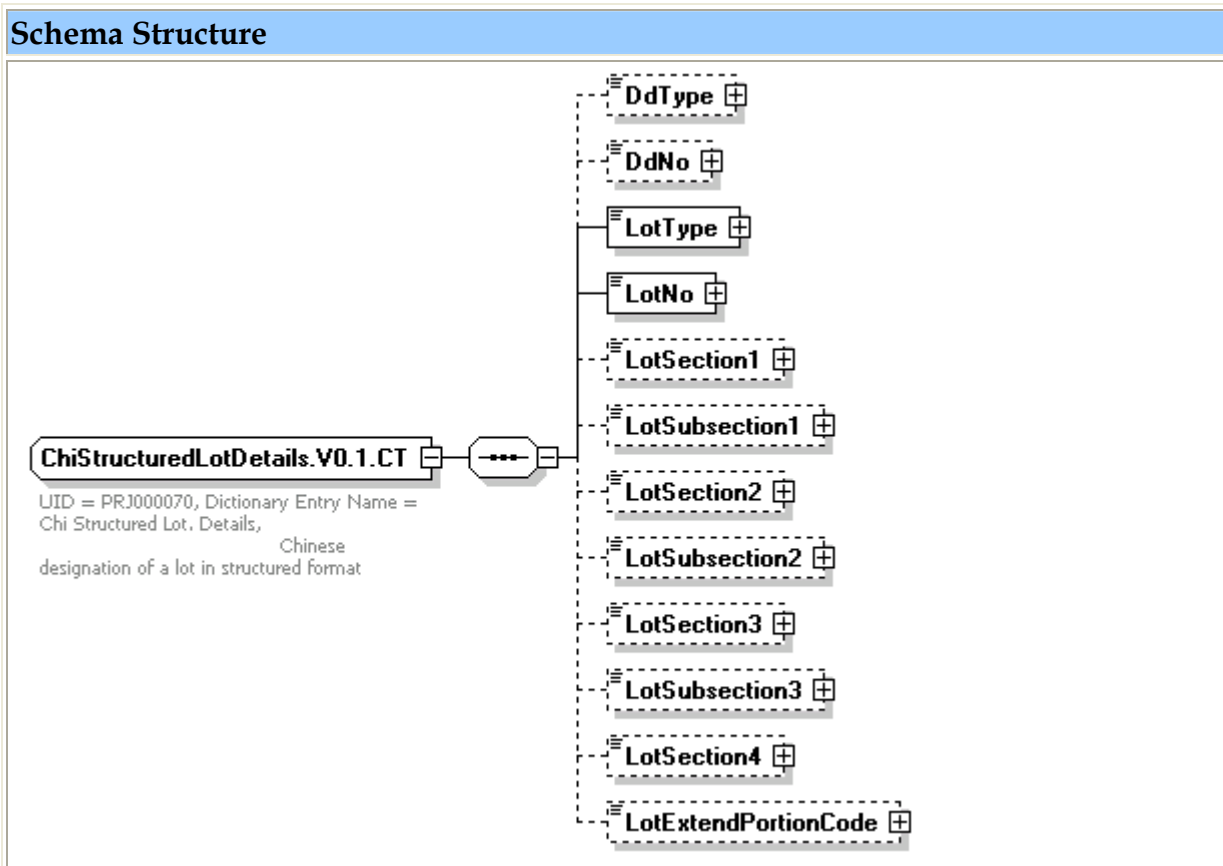 Schema Structure
DdType
DdNo
LotType
LotNo
LotSection1
LotSubsection1
ChiStructuredLotDetails.V0.1.CT
UID = PRJ000070, Dictionary Entry Name =
Chi Structured Lot. Details,
Chinese
designation of a lot in structured format
LotSection2
LotSubsection2
LotSection3
LotSubsection3
LotSection4
LotExtendPortionCode